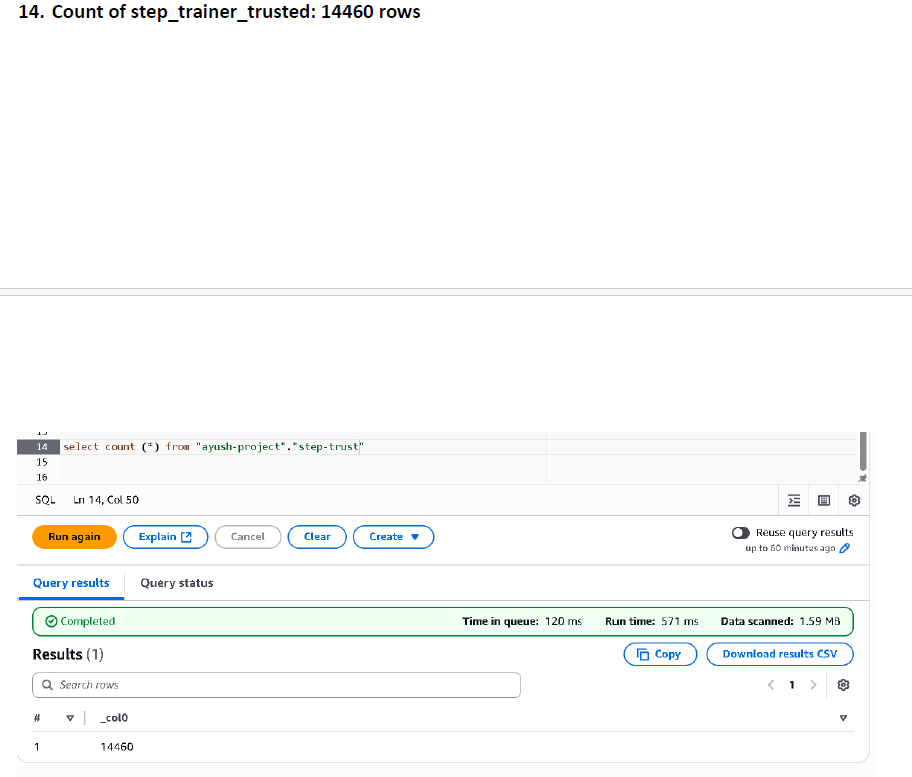 14. Count of step_trainer_trusted: 14460 rows
14 select count (*) from "ayush-project"."step-trust"
15
16
SQL Ln 14, Col 50
Run again Explain Cancel Clear Create Reuse query results
up to 60 minutes ago
Query results Query status
Completed Time in queue: 120 ms Run time: 571 ms Data scanned: 1.59 MB
Results (1) Copy Download results CSV
Search rows 1
# _col0
1 14460